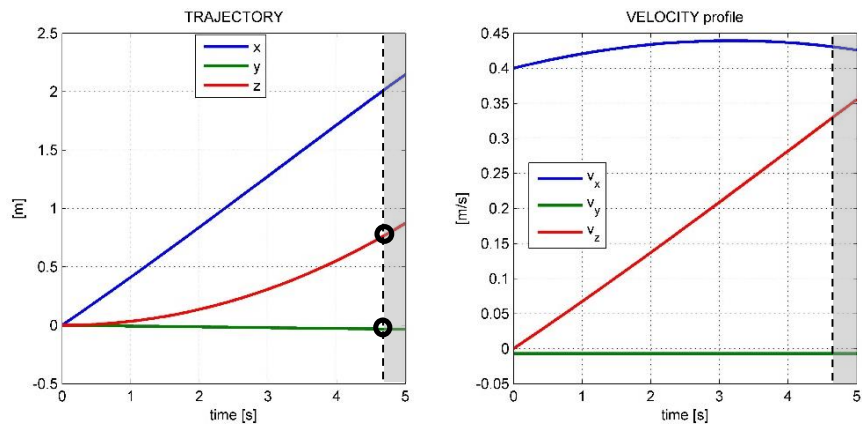 TRAJECTORY
2.5
2
1.5
1
0.5
0
-0.5
[m]
x
y
z
0 1 2 3 4 5
time [s]
VELOCITY profile
0.45
0.4
0.35
0.3
0.25
0.2
0.15
0.1
0.05
0
-0.05
[m/s]
v_x
v_y
v_z
0 1 2 3 4 5
time [s]